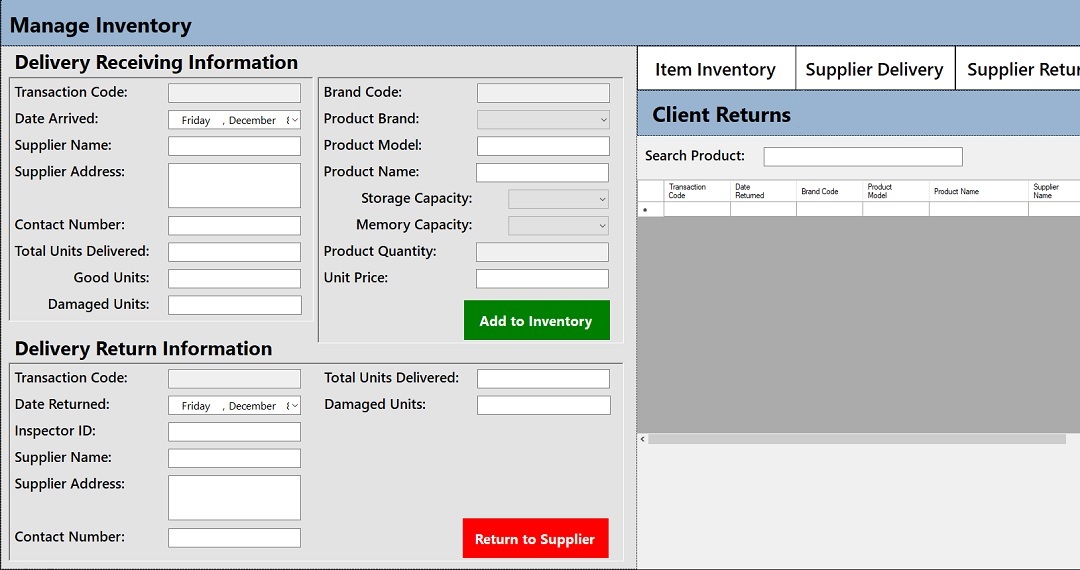 Manage Inventory
Delivery Receiving Information
Transaction Code:
Date Arrived:
Friday , December
Supplier Name:
Supplier Address:
Contact Number:
Total Units Delivered:
Good Units:
Damaged Units:
Brand Code:
Product Brand:
Product Model:
Product Name:
Storage Capacity:
Memory Capacity:
Product Quantity:
Unit Price:
Add to Inventory
Delivery Return Information
Transaction Code:
Date Returned:
Friday , December
Inspector ID:
Supplier Name:
Supplier Address:
Contact Number:
Total Units Delivered:
Damaged Units:
Return to Supplier
Item Inventory
Supplier Delivery
Supplier Retur
Client Returns
Search Product:
Transaction Code
Date Returned
Brand Code
Product Model
Product Name
Supplier Name